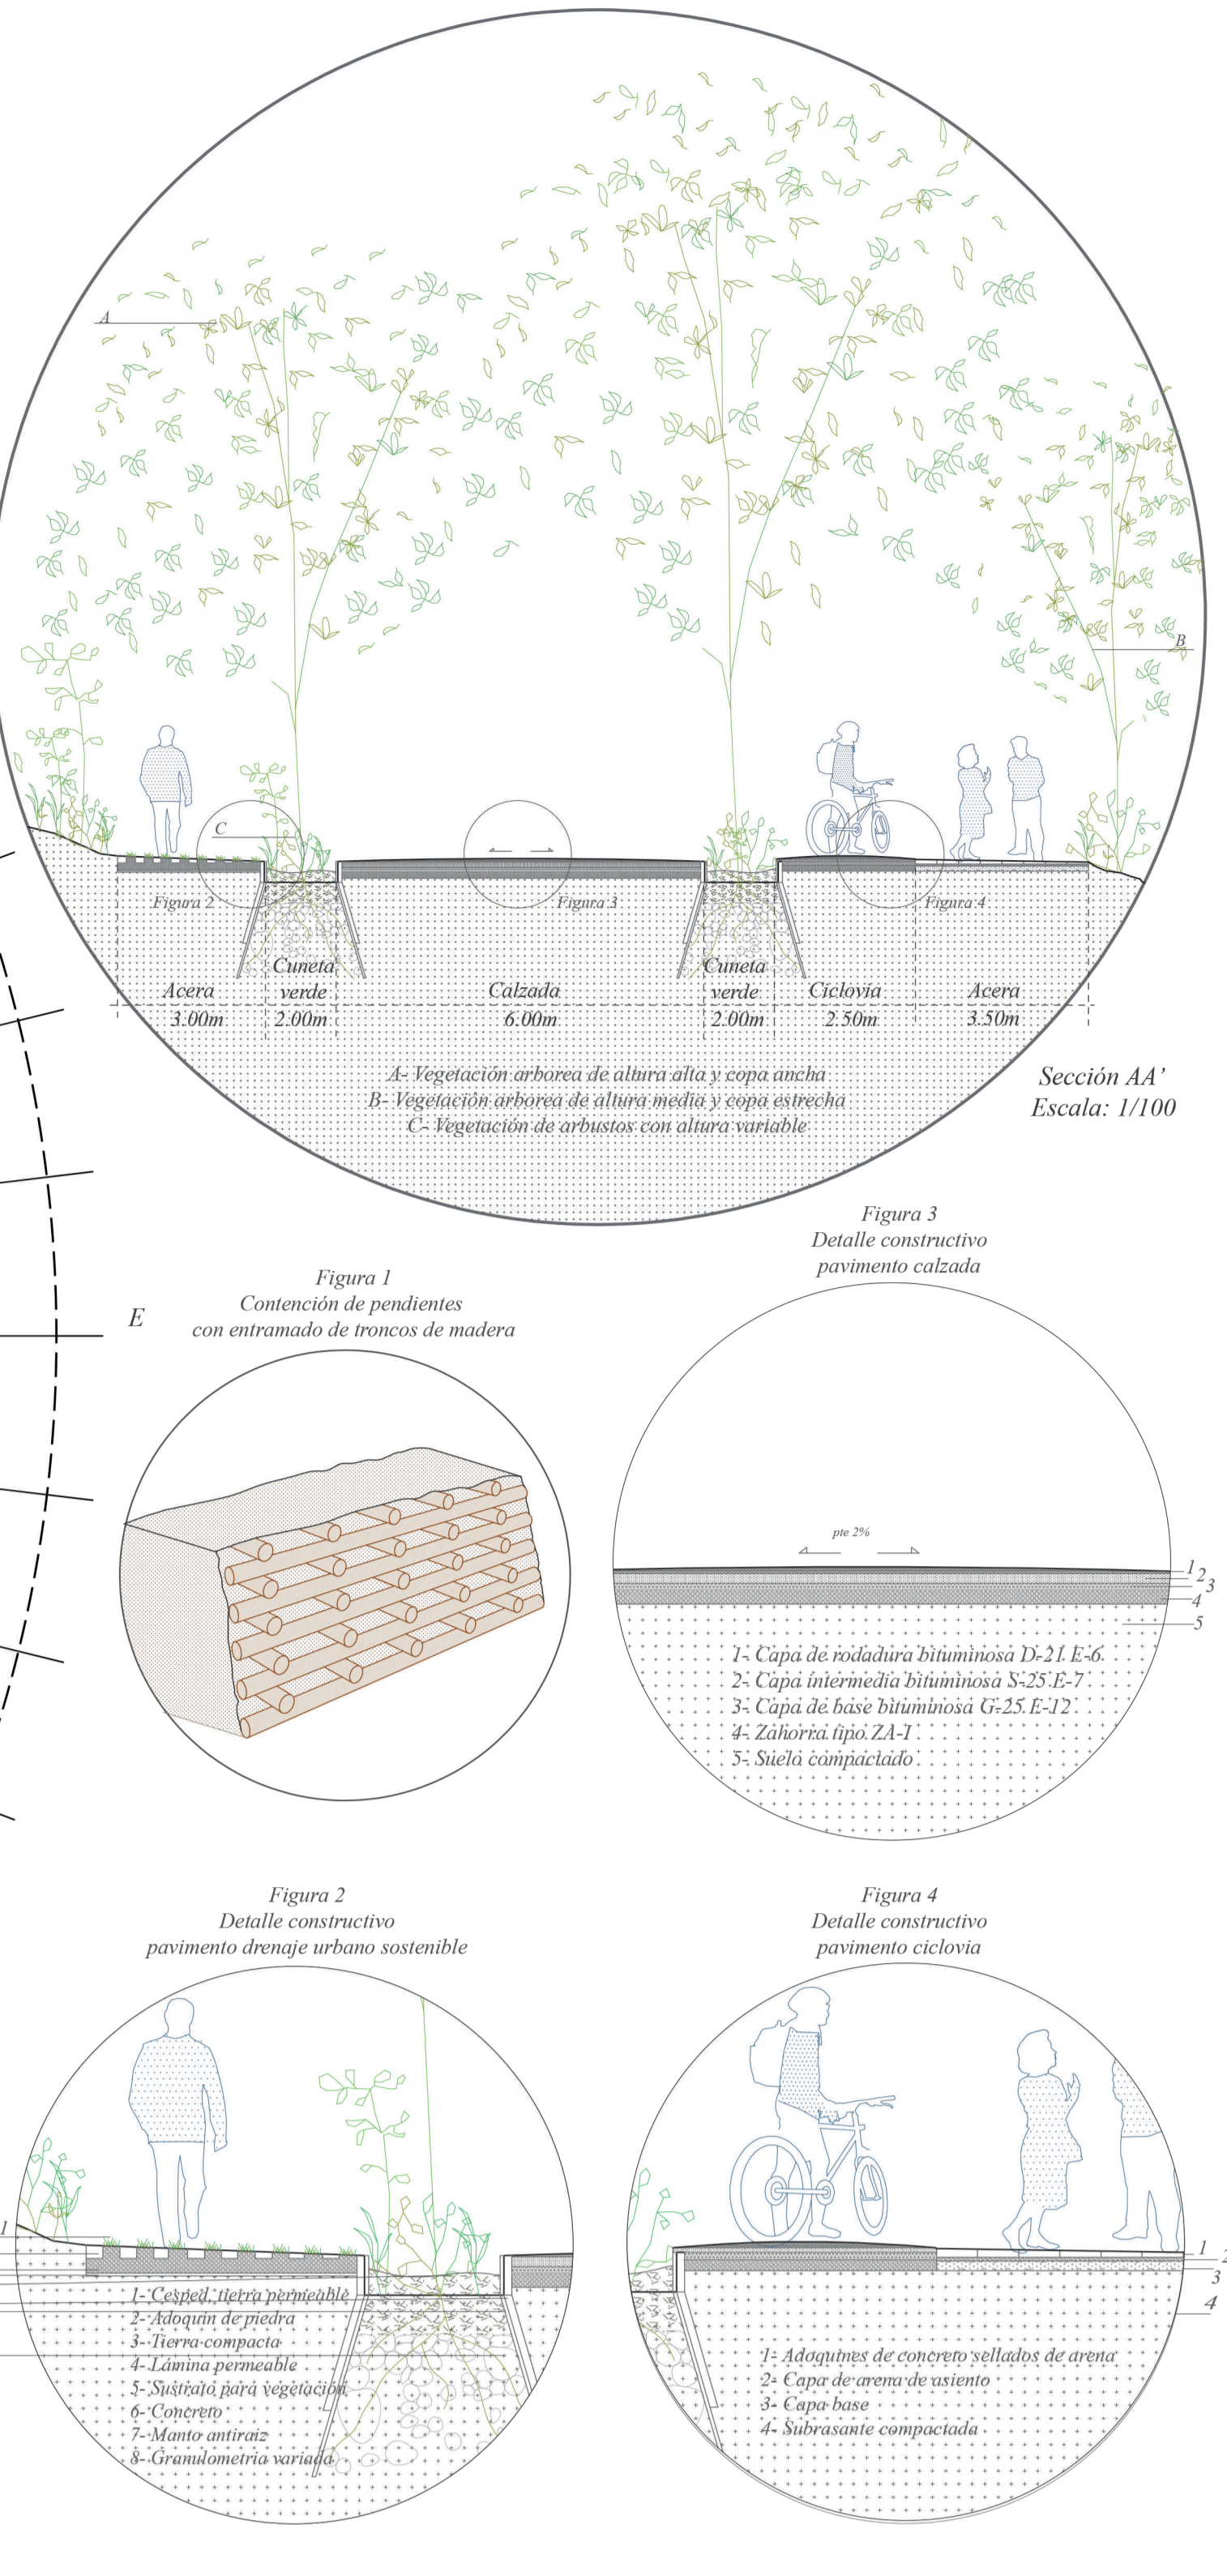 A
B
C
Figura 2
Figura 3
Figura 4
Cuneta
verde
Cuneta
verde
Acera
Calzada
Ciclovia
Acera
3.00m
2.00m
6.00m
2.00m
2.50m
3.50m
A- Vegetación arborea de altura alta y copa ancha
B- Vegetación arborea de altura media y copa estrecha
C- Vegetación de arbustos con altura variable
Sección AA’
Escala: 1/100
Figura 1
Contención de pendientes
con entramado de troncos de madera
E
Figura 3
Detalle constructivo
pavimento calzada
pte 2%
1
2
3
4
5
1- Capa de rodadura bituminosa D-21 E-6
2- Capa intermedia bituminosa S-25 E-7
3- Capa de base bituminosa G-25 E-12
4- Zahorra tipo ZA-I
5- Suelo compactado
Figura 2
Detalle constructivo
pavimento drenaje urbano sostenible
1
1- Cesped, tierra permeable
2- Adoquin de piedra
3- Tierra compacta
4- Lámina permeable
5- Sustrato para vegetación
6- Concreto
7- Manto antiraiz
8- Granulometria variada
Figura 4
Detalle constructivo
pavimento ciclovia
1
2
3
4
1- Adoquines de concreto sellados de arena
2- Capa de arena de asiento
3- Capa base
4- Subrasante compactada